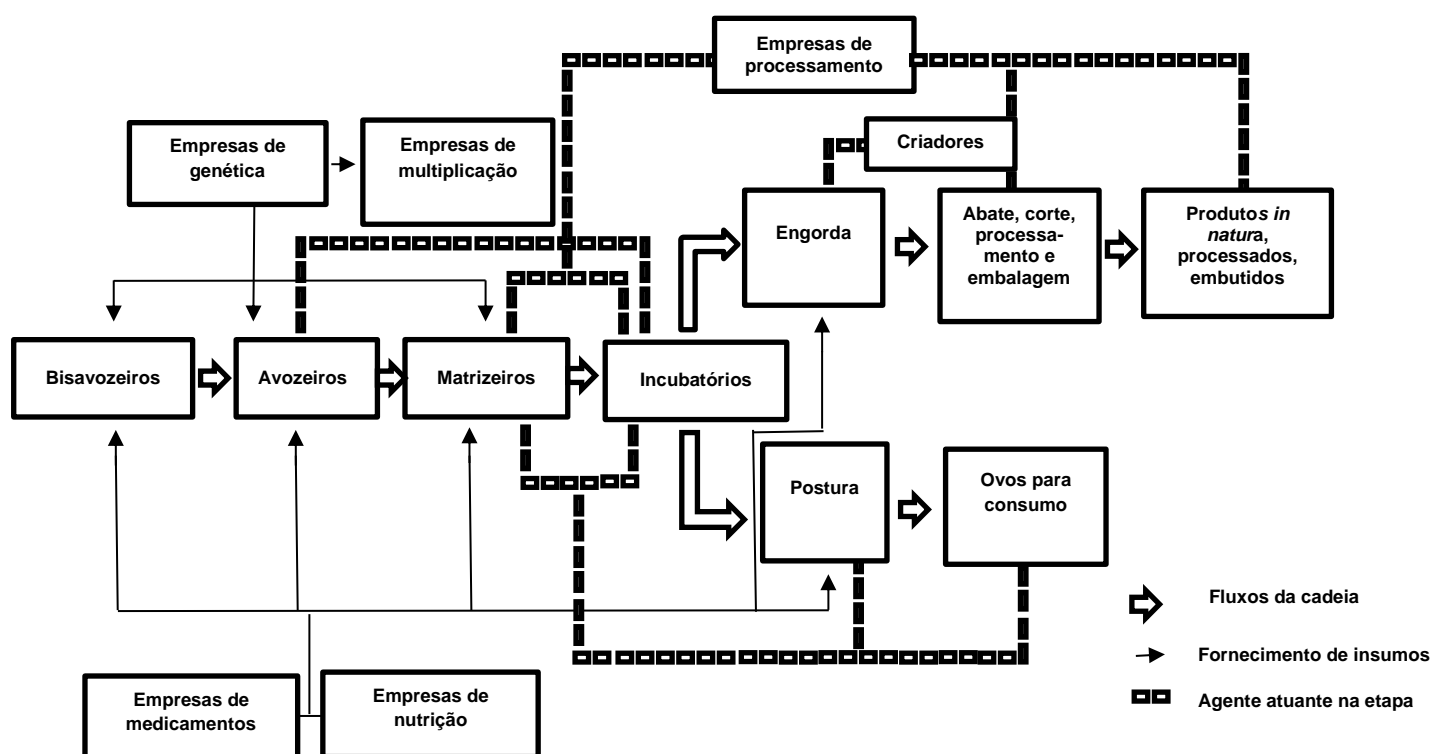 Empresas de
processamento
Empresas de
genética
Empresas de
multiplicação
Criadores
Engorda
Abate, corte,
processa-
mento e
embalagem
Produtos in
natura,
processados,
embutidos
Bisavozeiros
Avozeiros
Matrizeiros
Incubatórios
Postura
Ovos para
consumo
Fluxos da cadeia
Fornecimento de insumos
Agente atuante na etapa
Empresas de
medicamentos
Empresas de
nutrição